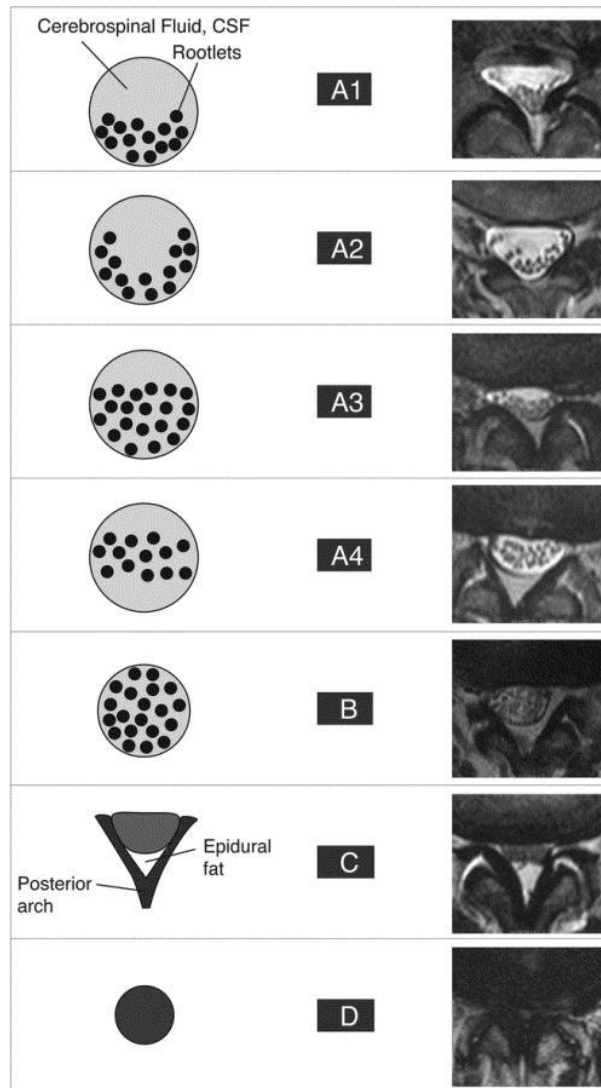 Cerebrospinal Fluid, CSF
Rootlets
A1
A2
A3
A4
B
C
Epidural
fat
Posterior
arch
D